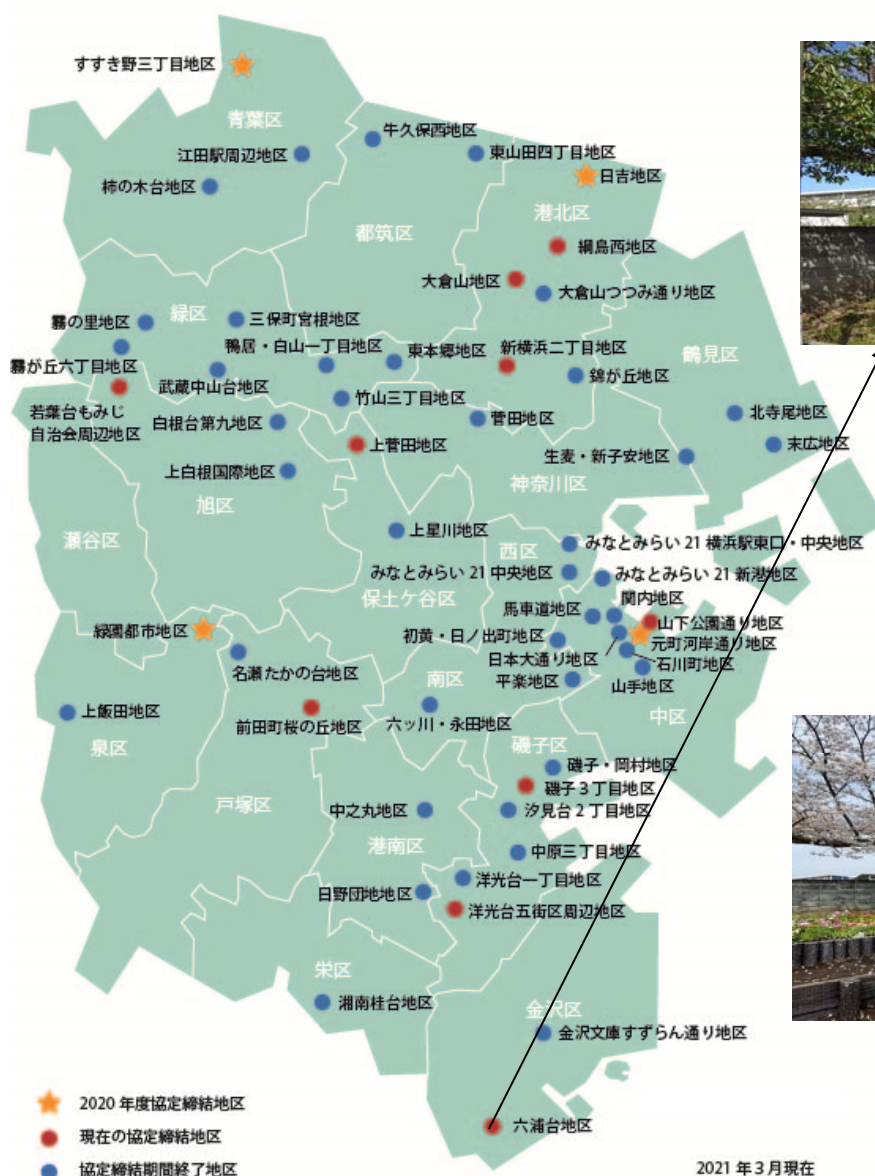 すすき野三丁目地区
青葉区
牛久保西地区
江田駅周辺地区
東山田四丁目地区
柿の木台地区
日吉地区
港北区
都筑区
綱島西地区
大倉山地区
大倉山つつみ通り地区
緑区
霧の里地区
三保町宮根地区
鴨居・白山一丁目地区
東本郷地区
新横浜二丁目地区
鶴見区
霧が丘六丁目地区
武蔵中山台地区
錦が丘地区
若葉台もみじ
自治会周辺地区
竹山三丁目地区
白根台第九地区
菅田地区
北寺尾地区
上菅田地区
末広地区
生麦・新子安地区
上白根国際地区
神奈川区
旭区
瀬谷区
上星川地区
西区
みなとみらい 21 横浜駅東口・中央地区
みなとみらい 21 中央地区
みなとみらい 21 新港地区
保土ケ谷区
関内地区
馬車道地区
山下公園通り地区
緑園都市地区
初黄・日ノ出町地区
元町河岸通り地区
日本大通り地区
石川町地区
名瀬たかの台地区
南区
平楽地区
山手地区
上飯田地区
前田町桜の丘地区
六ッ川・永田地区
中区
泉区
磯子区
磯子・岡村地区
磯子３丁目地区
戸塚区
中之丸地区
汐見台２丁目地区
港南区
中原三丁目地区
洋光台一丁目地区
日野団地地区
洋光台五街区周辺地区
栄区
湘南桂台地区
金沢区
金沢文庫すずらん通り地区
2020 年度協定締結地区
現在の協定締結地区
六浦台地区
協定締結期間終了地区
2021 年３月現在